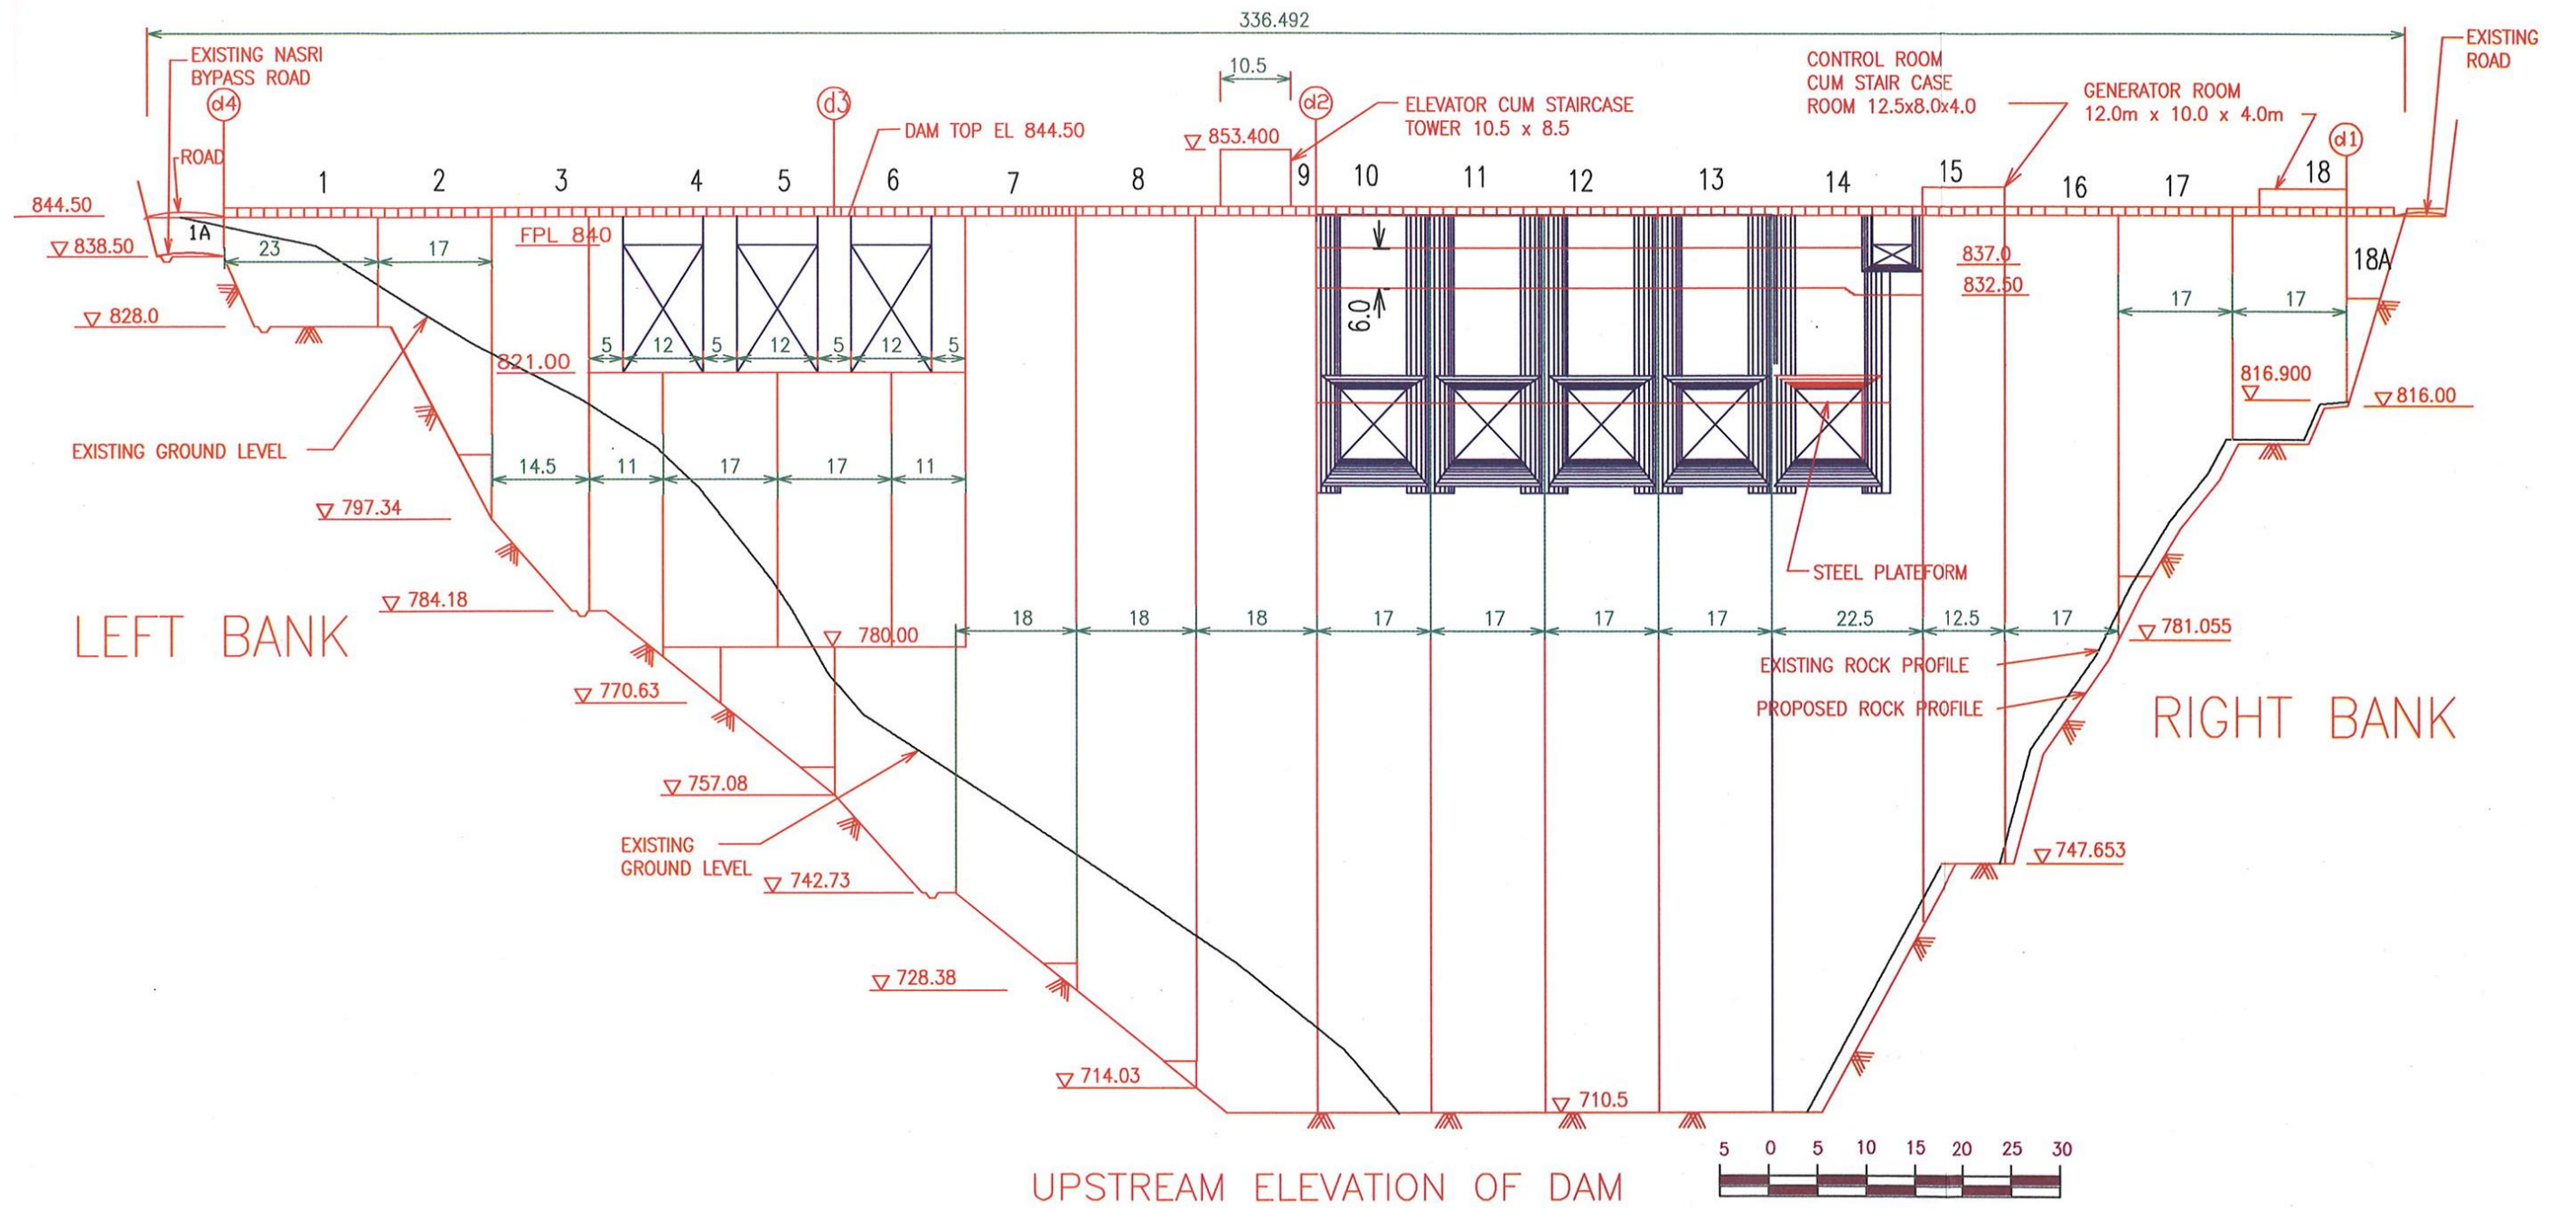 336.492
EXISTING NASRI
BYPASS ROAD
EXISTING
ROAD
10.5
CONTROL ROOM
CUM STAIR CASE
ROOM 12.5x8.0x4.0
GENERATOR ROOM
12.0m x 10.0 x 4.0m
d4
d3
d2
d1
ELEVATOR CUM STAIRCASE
TOWER 10.5 x 8.5
DAM TOP EL 844.50
853.400
ROAD
1 2 3 4 5 6 7 8 9 10 11 12 13 14 15 16 17 18
844.50
1A
FPL 840
838.50
23 17
837.0
18A
832.50
6.0
17 17
828.0
821.00
5 12 5 12 5 12 5
816.900
816.00
EXISTING GROUND LEVEL
14.5 11 17 17 11
797.34
STEEL PLATEFORM
784.18
18 18 18 17 17 17 17 22.5 12.5 17
781.055
LEFT BANK
780.00
EXISTING ROCK PROFILE
770.63
PROPOSED ROCK PROFILE
RIGHT BANK
757.08
EXISTING
GROUND LEVEL
747.653
742.73
728.38
714.03
710.5
5 0 5 10 15 20 25 30
UPSTREAM ELEVATION OF DAM